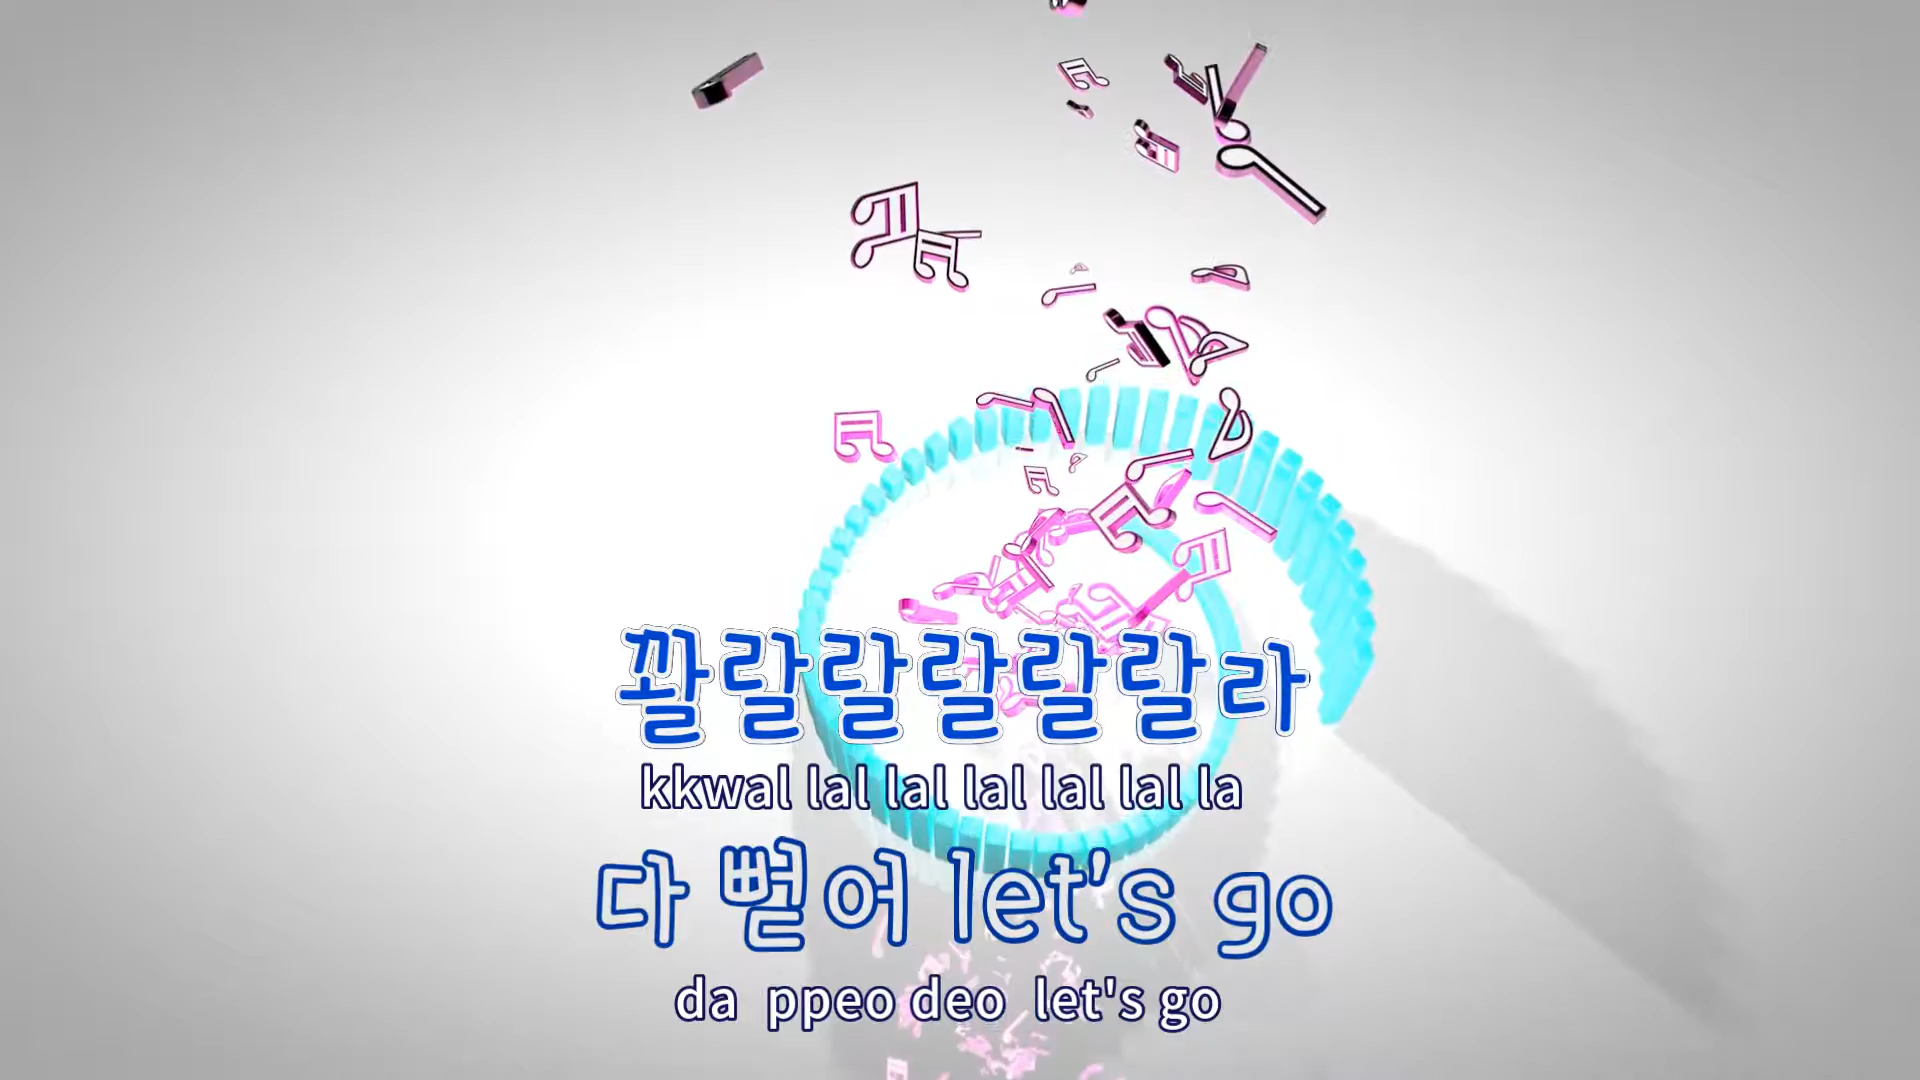 꽐랄랄랄랄랄라
kkwal lal lal lal lal lal la
다 뻗어 let's go
da ppeo deo let's go